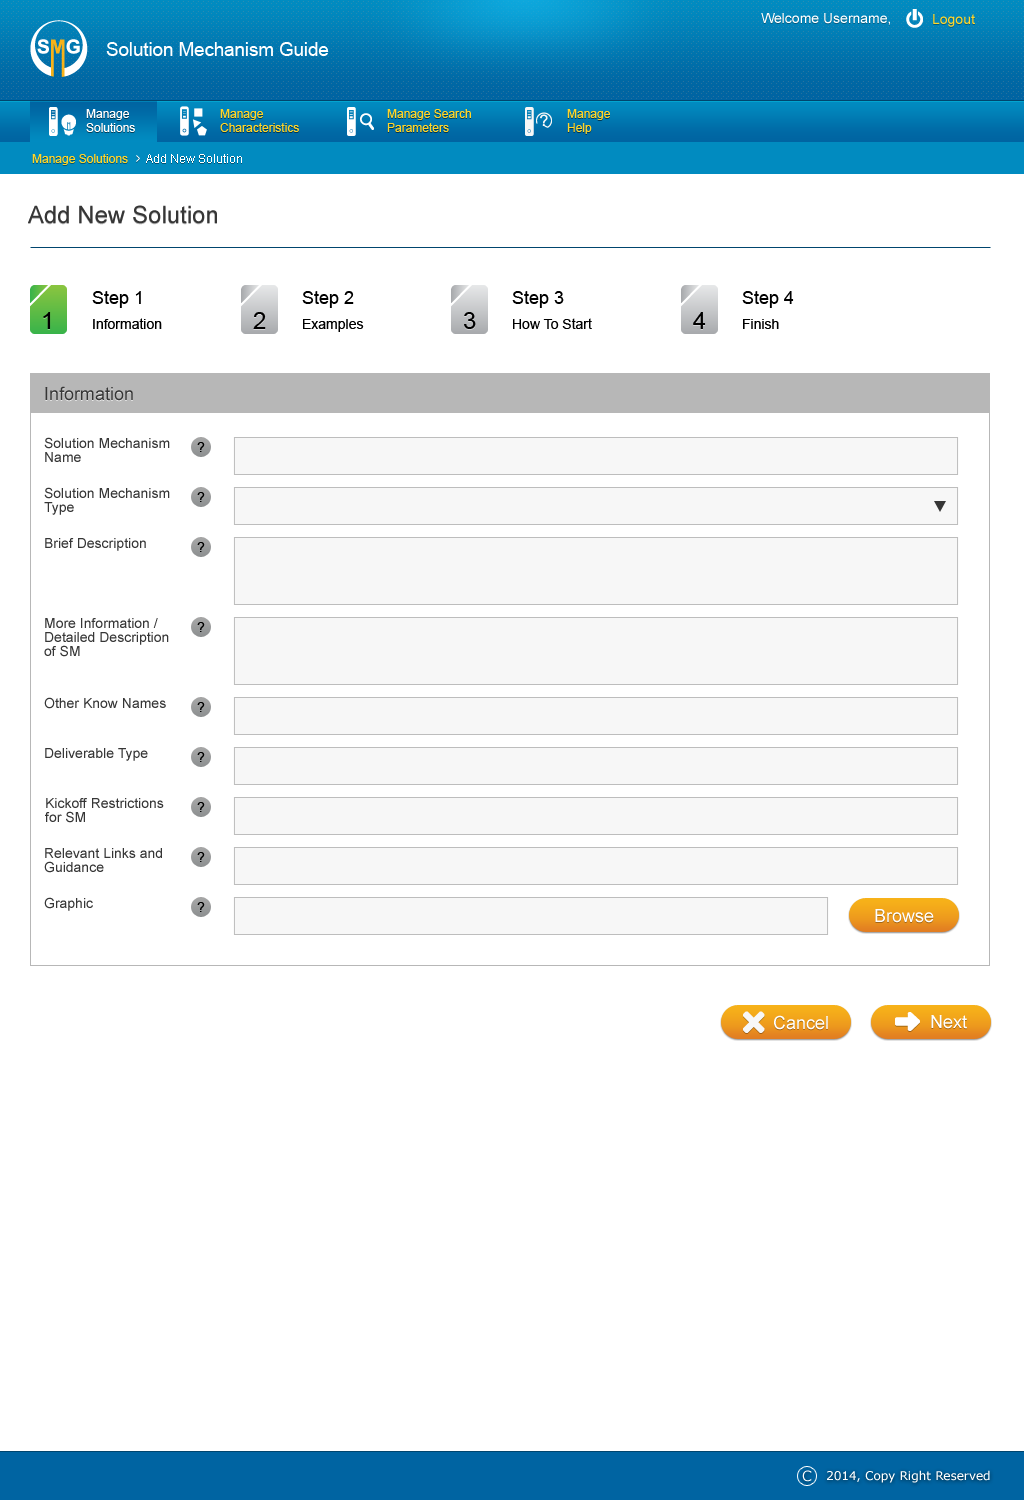 Welcome Username,
Logout
SMG
Solution Mechanism Guide
Manage
Solutions
Manage
Characteristics
Manage Search
Parameters
Manage
Help
Manage Solutions > Add New Solution
Add New Solution
1
Step 1
Information
2
Step 2
Examples
3
Step 3
How To Start
4
Step 4
Finish
Information
Solution Mechanism
Name
?
Solution Mechanism
Type
?
Brief Description
?
More Information /
Detailed Description
of SM
?
Other Know Names
?
Deliverable Type
?
Kickoff Restrictions
for SM
?
Relevant Links and
Guidance
?
Graphic
?
Browse
Cancel
Next
© 2014, Copy Right Reserved